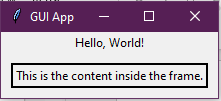 GUI App
Hello, World!
This is the content inside the frame.